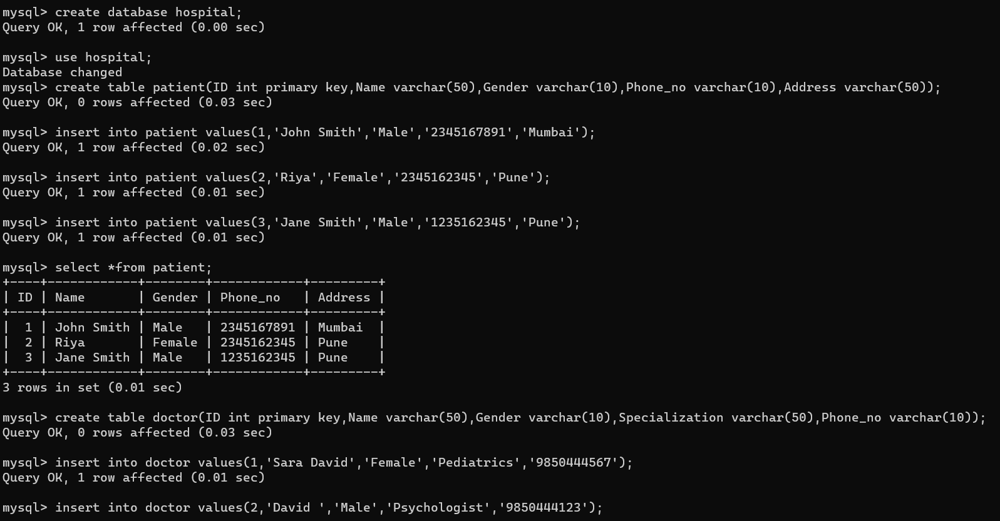 mysql> create database hospital;
Query OK, 1 row affected (0.00 sec)
mysql> use hospital;
Database changed
mysql> create table patient(ID int primary key,Name varchar(50),Gender varchar(10),Phone_no varchar(10),Address varchar(50));
Query OK, 0 rows affected (0.03 sec)
mysql> insert into patient values(1,'John Smith','Male','2345167891','Mumbai');
Query OK, 1 row affected (0.02 sec)
mysql> insert into patient values(2,'Riya','Female','2345162345','Pune');
Query OK, 1 row affected (0.01 sec)
mysql> insert into patient values(3,'Jane Smith','Male','1235162345','Pune');
Query OK, 1 row affected (0.01 sec)
mysql> select *from patient;
+----+------------+--------+------------+---------+
| ID | Name       | Gender | Phone_no   | Address |
+----+------------+--------+------------+---------+
|  1 | John Smith | Male   | 2345167891 | Mumbai  |
|  2 | Riya       | Female | 2345162345 | Pune    |
|  3 | Jane Smith | Male   | 1235162345 | Pune    |
+----+------------+--------+------------+---------+
3 rows in set (0.01 sec)
mysql> create table doctor(ID int primary key,Name varchar(50),Gender varchar(10),Specialization varchar(50),Phone_no varchar(10));
Query OK, 0 rows affected (0.03 sec)
mysql> insert into doctor values(1,'Sara David','Female','Pediatrics','9850444567');
Query OK, 1 row affected (0.01 sec)
mysql> insert into doctor values(2,'David ','Male','Psychologist','9850444123');